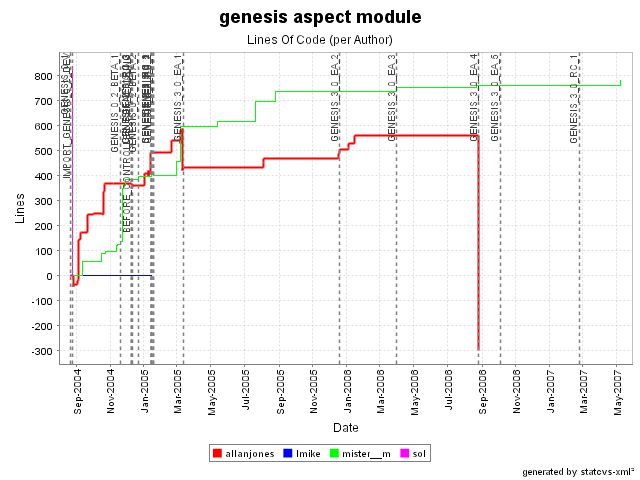 genesis aspect module
Lines Of Code (per Author)
GENESIS_0_2_BETA_1
GENESIS_3_0_EA_1
GENESIS_3_0_EA_2
GENESIS_3_0_EA_3
GENESIS_3_0_EA_4
GENESIS_3_0_EA_5
GENESIS_3_0_RC_1
800
700
600
500
400
300
200
100
0
-100
-200
-300
Lines
Sep-2004
Nov-2004
Jan-2005
Mar-2005
May-2005
Jul-2005
Sep-2005
Nov-2005
Jan-2006
Mar-2006
May-2006
Jul-2006
Sep-2006
Nov-2006
Jan-2007
Mar-2007
May-2007
Date
allanjones lmike mister__m sol
generated by statcvs-xml²